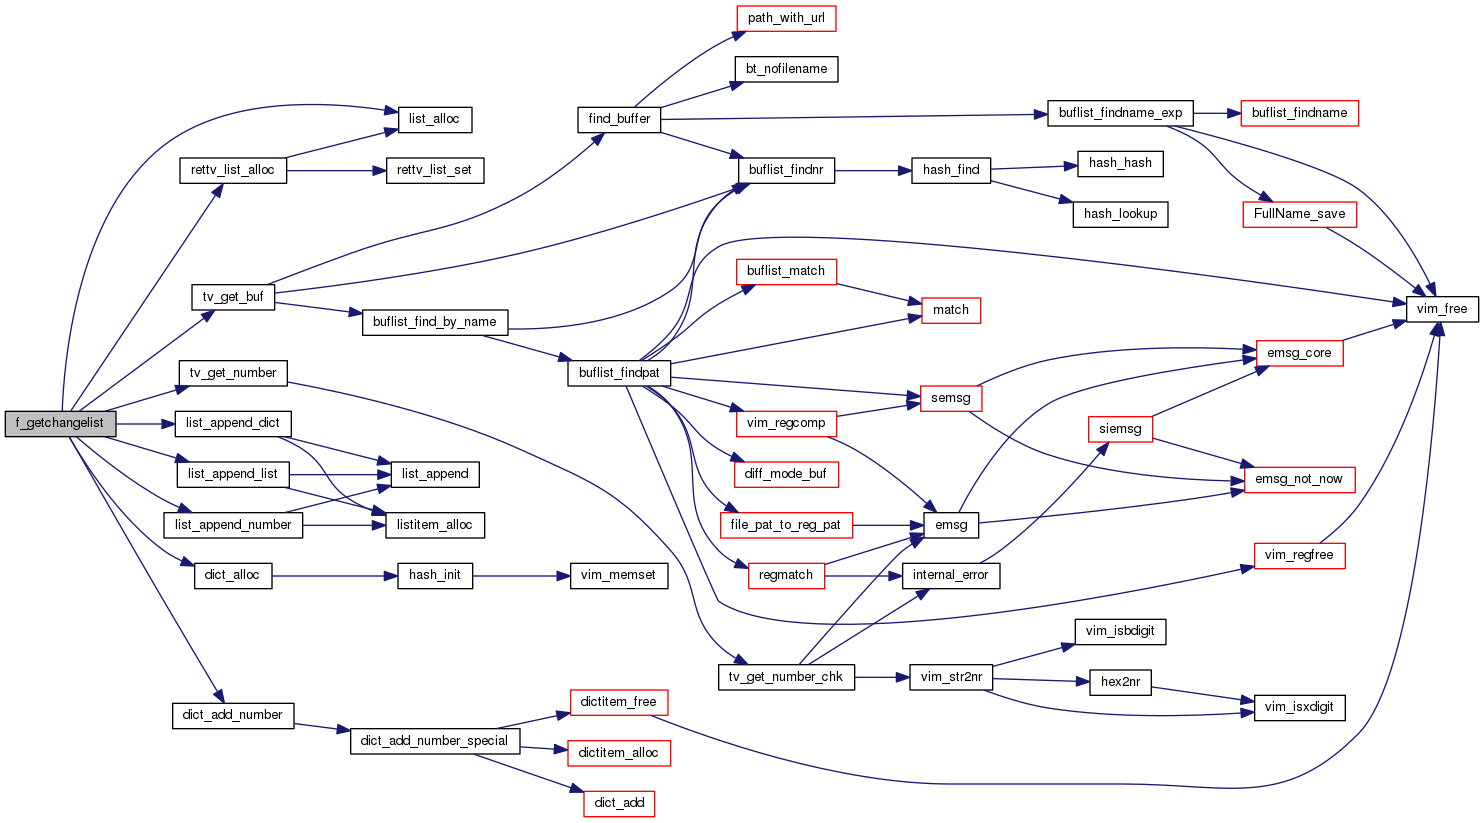 path_with_url
bt_nofilename
list_alloc
find_buffer
buflist_findname_exp
buflist_findname
rettv_list_alloc
rettv_list_set
buflist_findnr
hash_find
hash_hash
hash_lookup
FullName_save
tv_get_buf
buflist_match
buflist_find_by_name
match
vim_free
tv_get_number
buflist_findpat
emsg_core
f_getchangelist
list_append_dict
semsg
vim_regcomp
siemsg
list_append_list
list_append
diff_mode_buf
emsg_not_now
list_append_number
listitem_alloc
file_pat_to_reg_pat
emsg
vim_regfree
dict_alloc
hash_init
vim_memset
regmatch
internal_error
vim_isbdigit
tv_get_number_chk
vim_str2nr
hex2nr
vim_isxdigit
dict_add_number
dictitem_free
dict_add_number_special
dictitem_alloc
dict_add